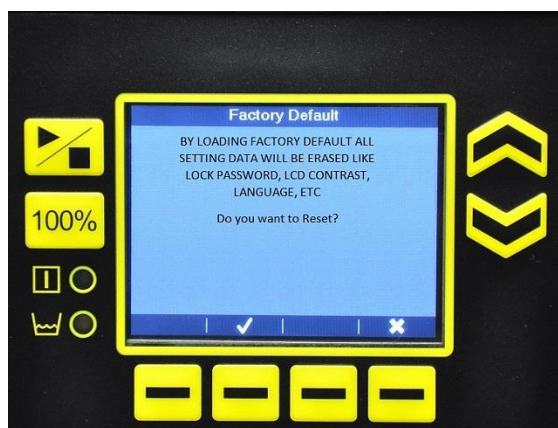 Factory Default
BY LOADING FACTORY DEFAULT ALL
SETTING DATA WILL BE ERASED LIKE
LOCK PASSWORD, LCD CONTRAST,
LANGUAGE, ETC
Do you want to Reset?
100%